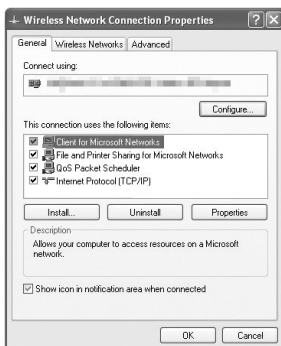 Wireless Network Connection Properties
General
Wireless Networks
Advanced
Connect using:
Configure...
This connection uses the following items:
Client for Microsoft Networks
File and Printer Sharing for Microsoft Networks
QoS Packet Scheduler
Internet Protocol (TCP/IP)
Install...
Uninstall
Properties
Description
Allows your computer to access resources on a Microsoft
network.
Show icon in notification area when connected
OK
Cancel